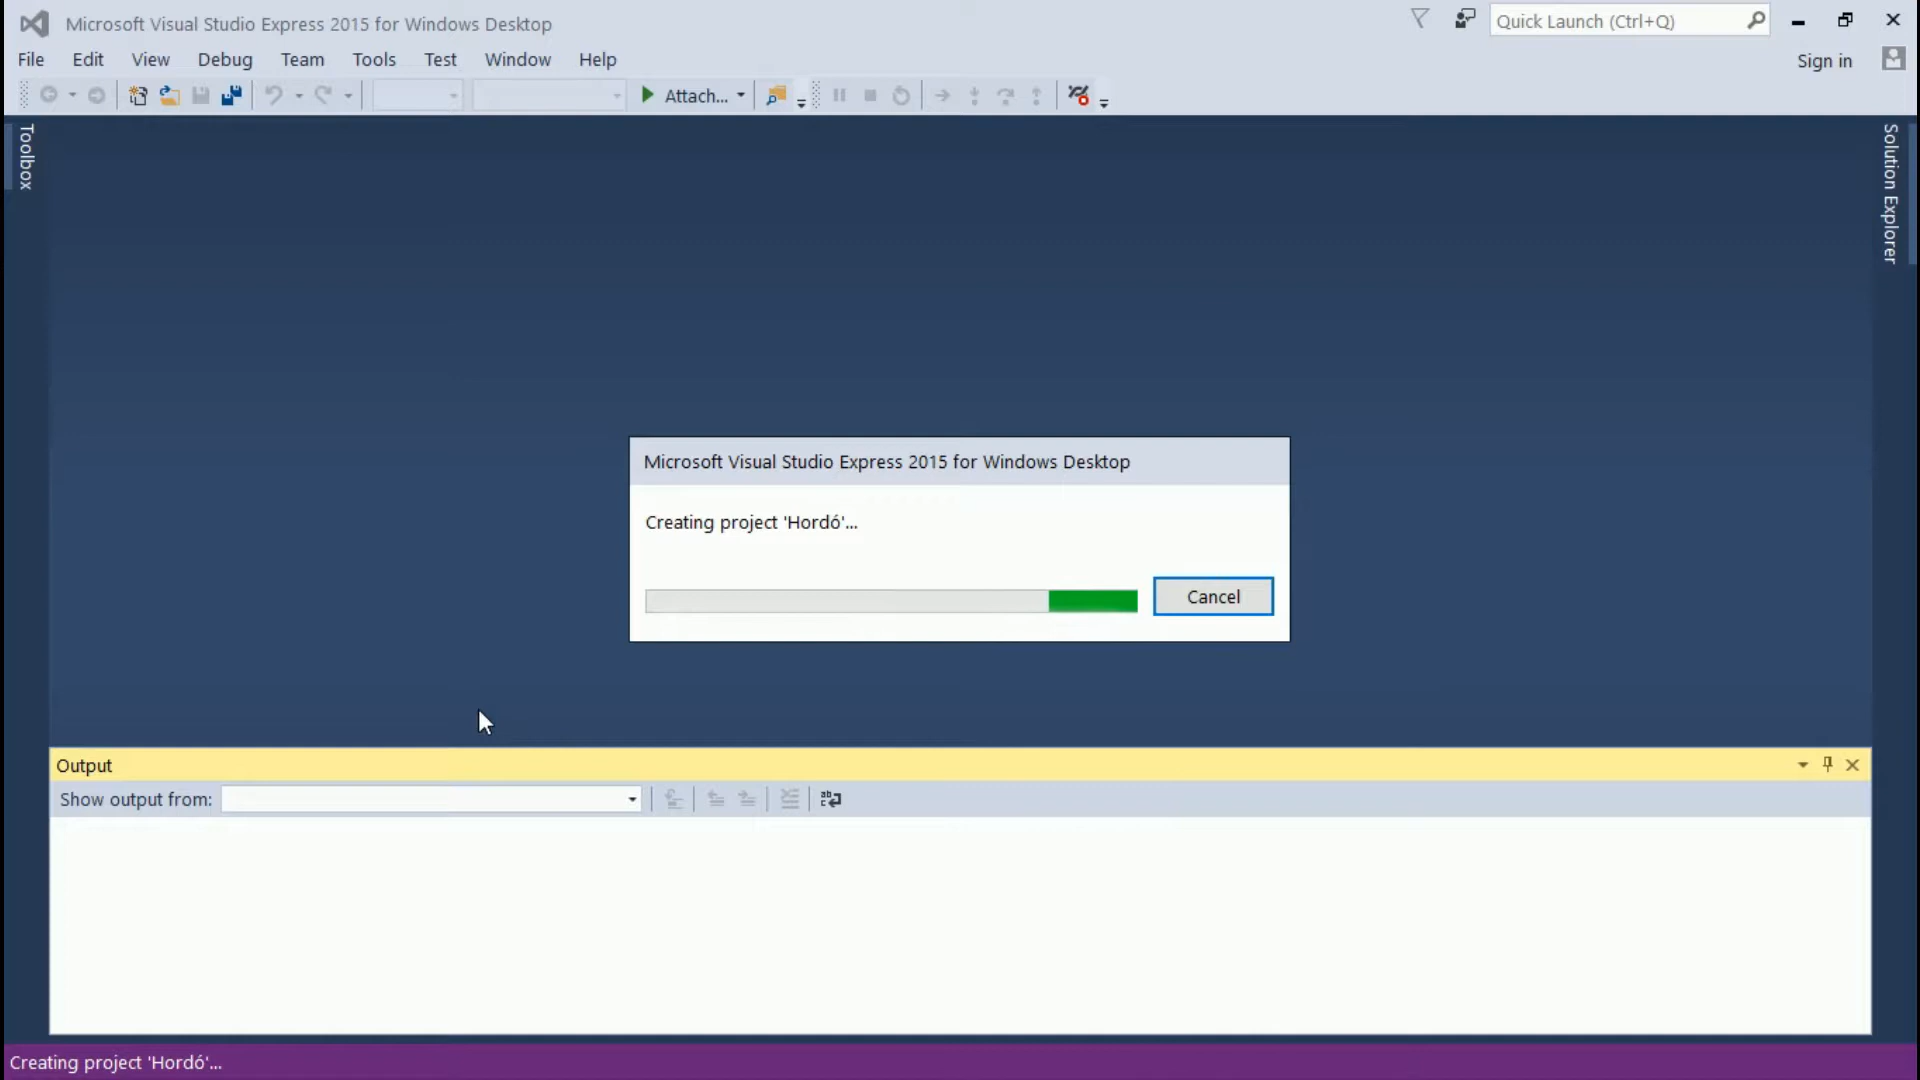 Microsoft Visual Studio Express 2015 for Windows Desktop
Quick Launch (Ctrl+Q)
File Edit View Debug Team Tools Test Window Help
Sign in
Attach...
Toolbox
Solution Explorer
Microsoft Visual Studio Express 2015 for Windows Desktop
Creating project 'Hordó'...
Cancel
Output
Show output from:
Creating project 'Hordó'...